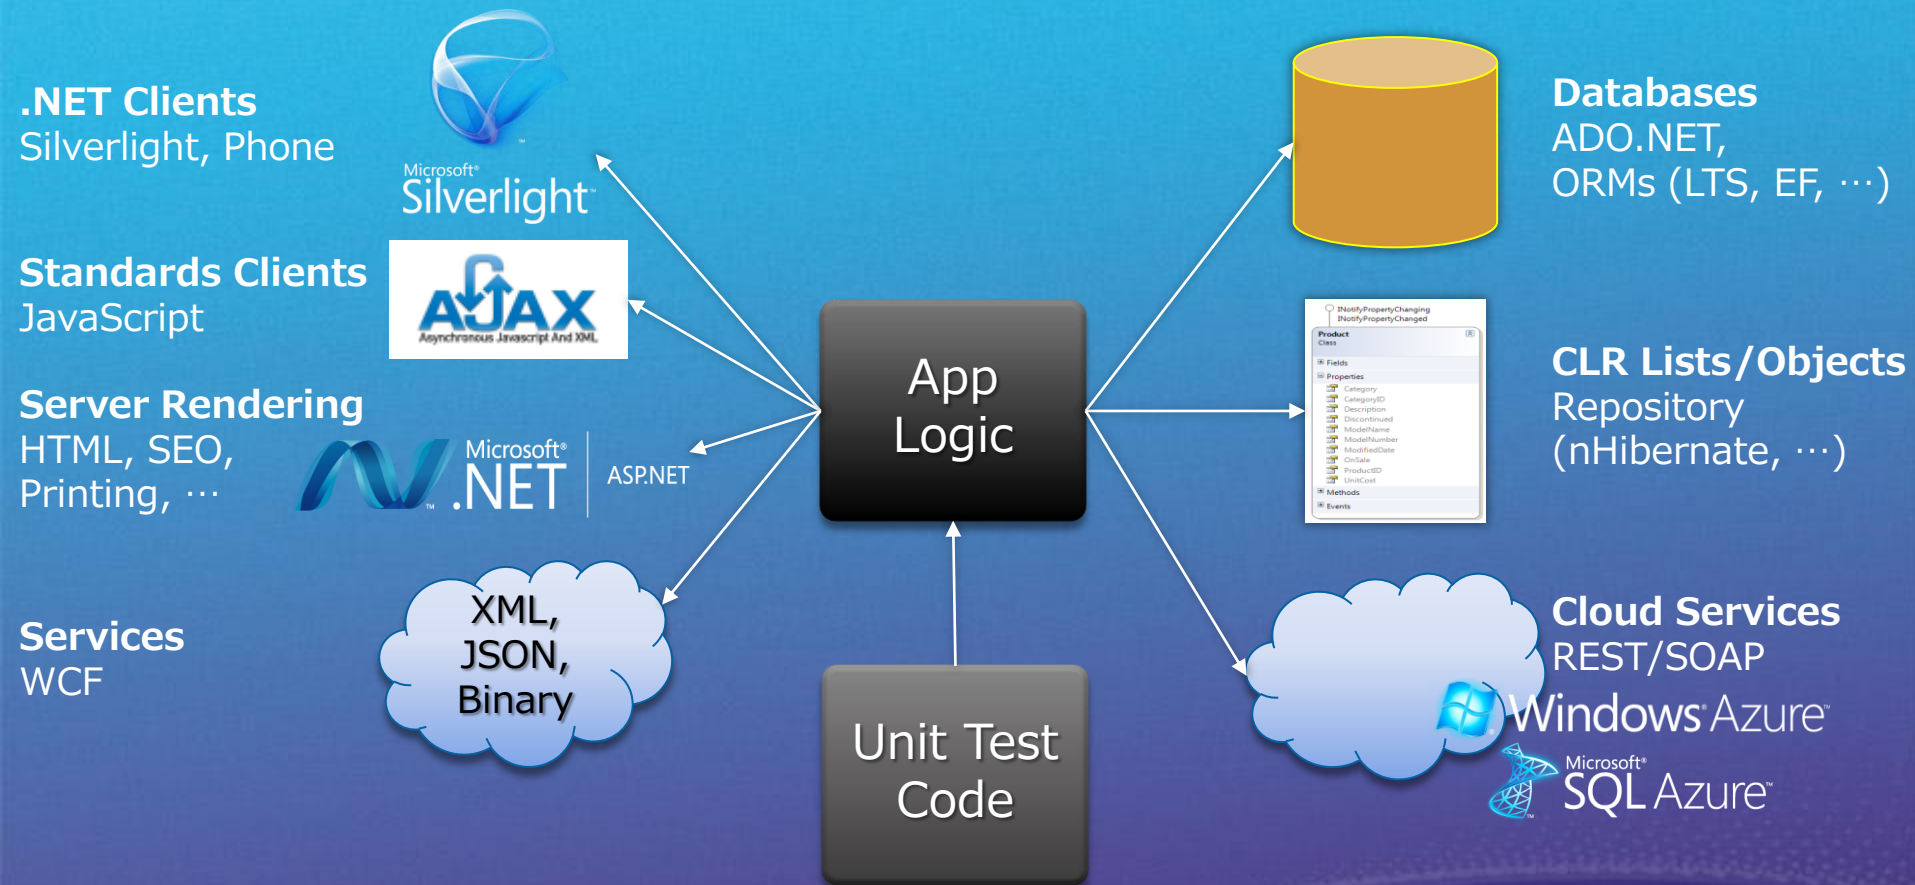 .NET Clients
Silverlight, Phone
Microsoft®
Silverlight™
Standards Clients
JavaScript
AJAX
Asynchronous Javascript And XML
Server Rendering
HTML, SEO,
Printing, …
Microsoft®
.NET
ASP.NET
Services
WCF
XML,
JSON,
Binary
App
Logic
Unit Test
Code
Databases
ADO.NET,
ORMs (LTS, EF, …)
INotifyPropertyChanging
INotifyPropertyChanged
Product
Class
Fields
Properties
Category
CategoryID
Description
Discontinued
ModelName
ModelNumber
ModifiedDate
OnSale
ProductID
UnitCost
Methods
Events
CLR Lists/Objects
Repository
(nHibernate, …)
Cloud Services
REST/SOAP
Windows® Azure™
Microsoft®
SQL Azure™